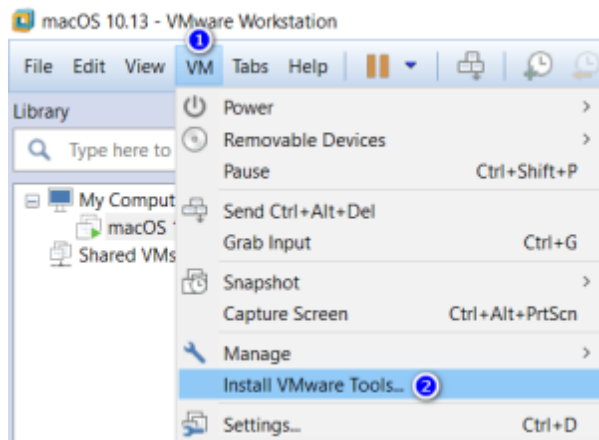 macOS 10.13 - VMware Workstation
1
File Edit View VM Tabs Help
Library
Type here to
My Comput
macOS
Shared VMs
Power
Removable Devices
Pause Ctrl+Shift+P
Send Ctrl+Alt+Del
Grab Input Ctrl+G
Snapshot
Capture Screen Ctrl+Alt+PrtScn
Manage
Install VMware Tools... 2
Settings... Ctrl+D